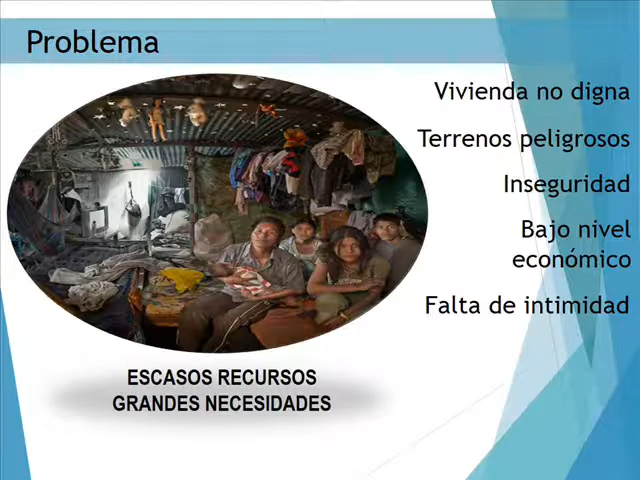 Problema
Vivienda no digna
Terrenos peligrosos
Inseguridad
Bajo nivel
económico
Falta de intimidad
ESCASOS RECURSOS
GRANDES NECESIDADES